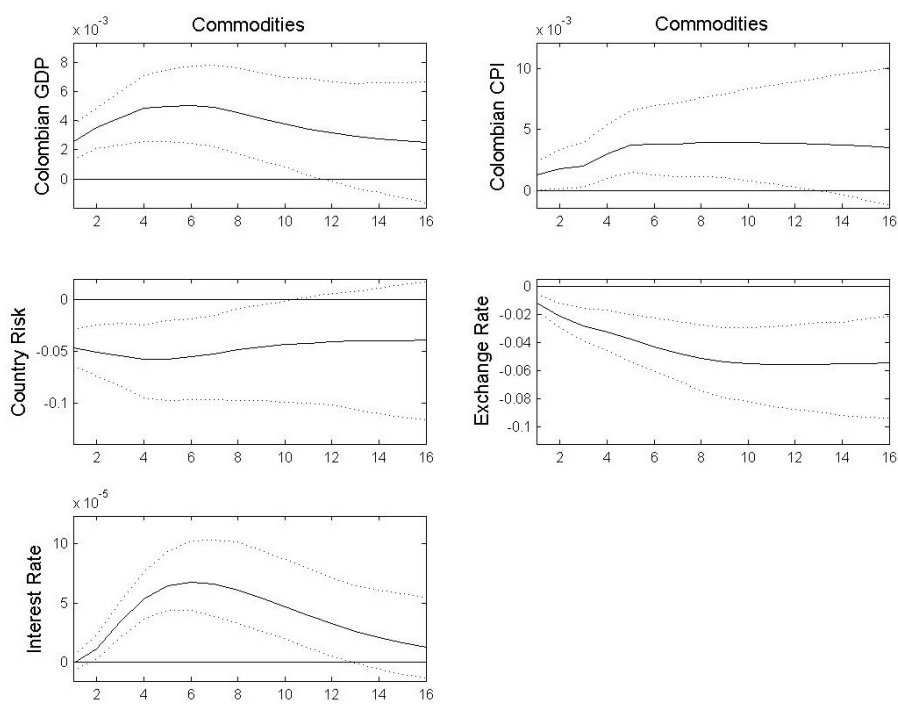 Commodities
x 10^-3
Colombian GDP
8
6
4
2
0
2 4 6 8 10 12 14 16
Commodities
x 10^-3
Colombian CPI
10
5
0
2 4 6 8 10 12 14 16
Country Risk
0
-0.05
-0.1
2 4 6 8 10 12 14 16
Exchange Rate
0
-0.02
-0.04
-0.06
-0.08
-0.1
2 4 6 8 10 12 14 16
x 10^-5
Interest Rate
10
5
0
2 4 6 8 10 12 14 16